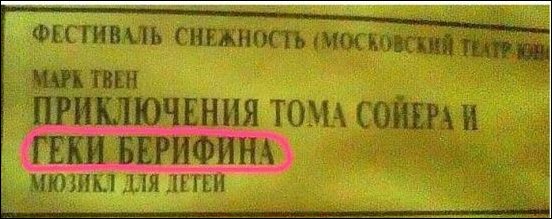 ФЕСТИВАЛЬ СНЕЖНОСТЬ (МОСКОВСКИЙ ТЕАТР
МАРК ТВЕН
ПРИКЛЮЧЕНИЯ ТОМА СОЙЕРА И
ГЕКИ БЕРИФИНА
МЮЗИКЛ ДЛЯ ДЕТЕЙ